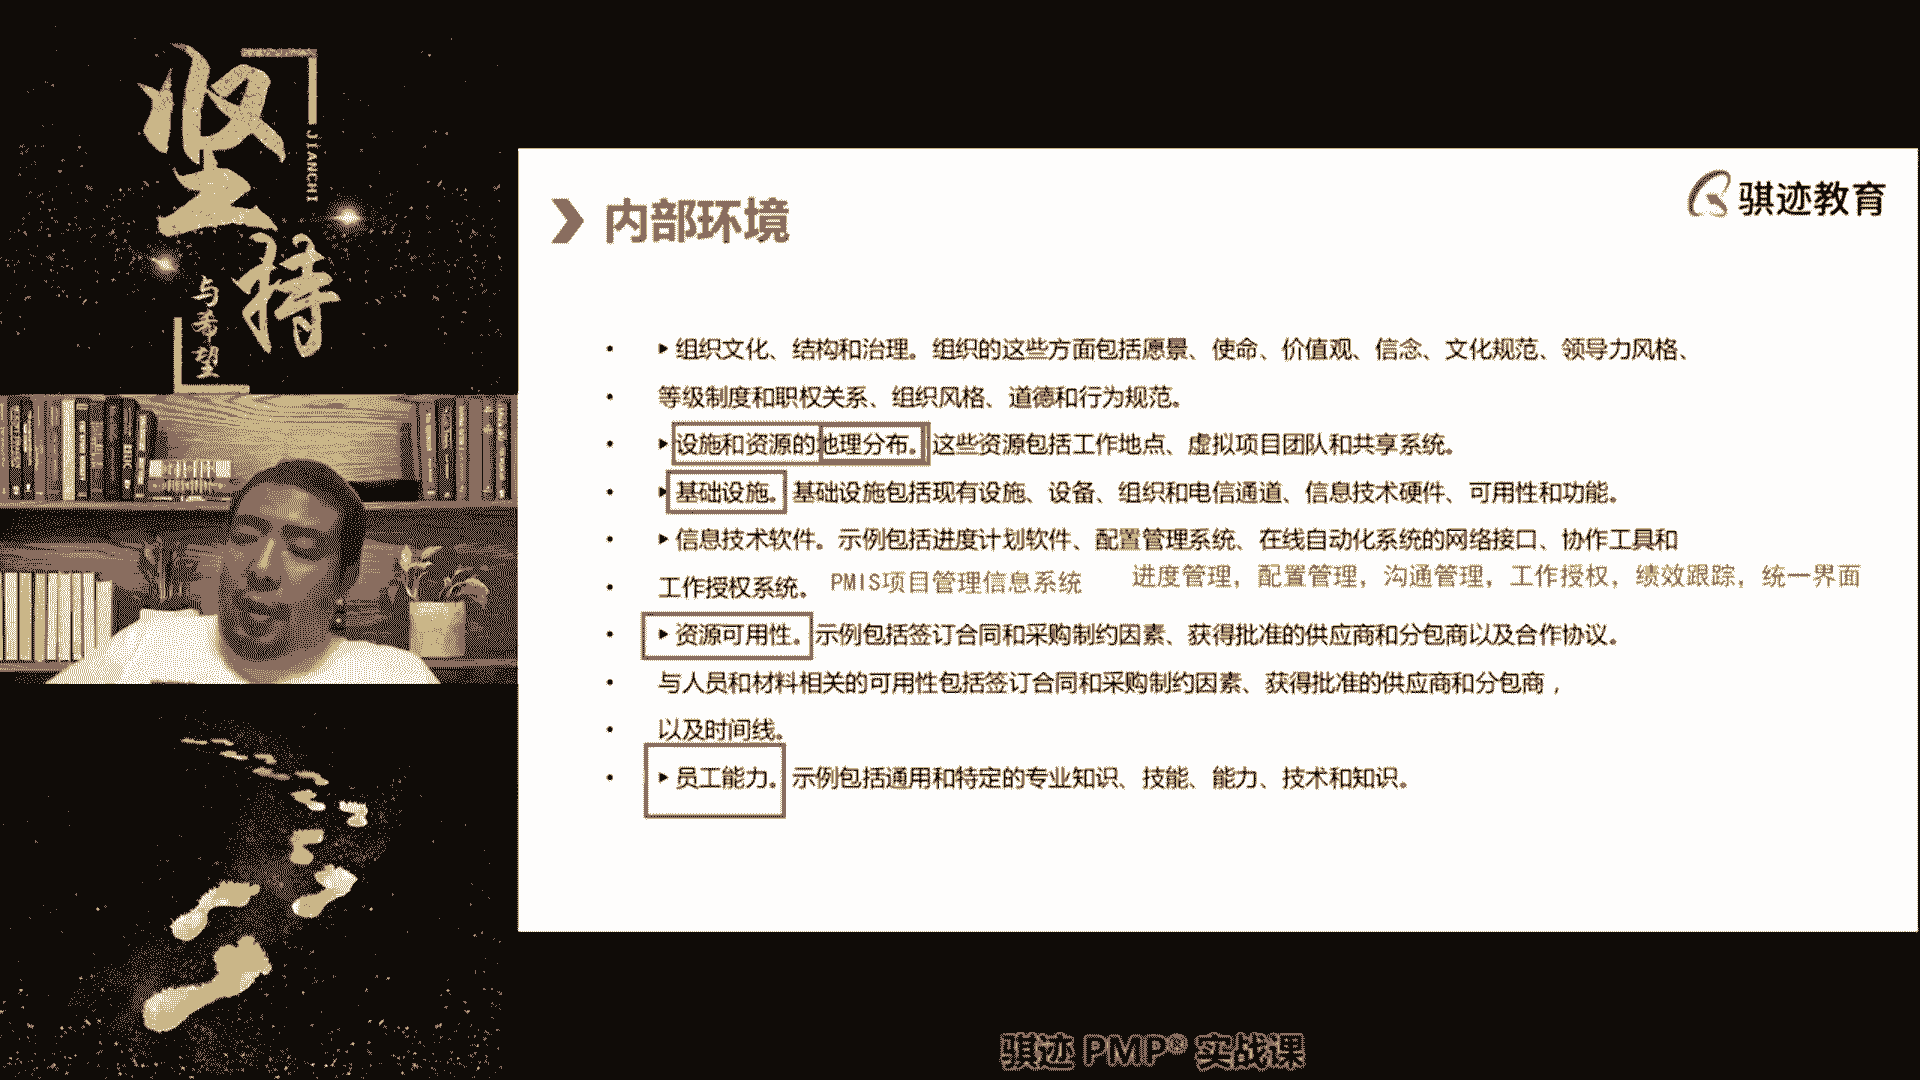 坚持
JIANCHI
与希望
骐迹教育
内部环境
• ▸组织文化、结构和治理。组织的这些方面包括愿景、使命、价值观、信念、文化规范、领导力风格、
• 等级制度和职权关系、组织风格、道德和行为规范。
• ▸设施和资源的地理分布。这些资源包括工作地点、虚拟项目团队和共享系统。
• ▸基础设施。基础设施包括现有设施、设备、组织和电信通道、信息技术硬件、可用性和功能。
• ▸信息技术软件。示例包括进度计划软件、配置管理系统、在线自动化系统的网络接口、协作工具和
• 工作授权系统。 PMIS项目管理信息系统 进度管理，配置管理，沟通管理，工作授权，绩效跟踪，统一界面
• ▸资源可用性。示例包括签订合同和采购制约因素、获得批准的供应商和分包商以及合作协议。
• 与人员和材料相关的可用性包括签订合同和采购制约因素、获得批准的供应商和分包商，
• 以及时间线。
• ▸员工能力。示例包括通用和特定的专业知识、技能、能力、技术和知识。
骐迹 PMP® 实战课